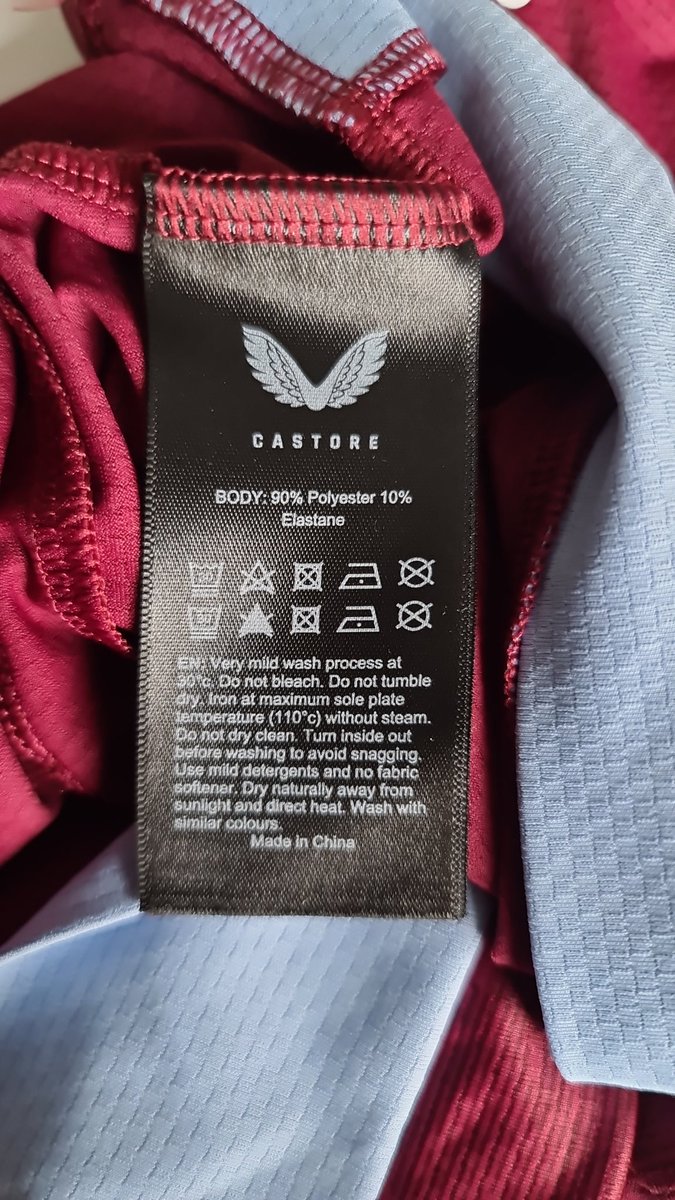 CASTORE
BODY: 90% Polyester 10%
Elastane
EN: Very mild wash process at
30°c. Do not bleach. Do not tumble
dry. Iron at maximum sole plate
temperature (110°c) without steam.
Do not dry clean. Turn inside out
before washing to avoid snagging.
Use mild detergents and no fabric
softener. Dry naturally away from
sunlight and direct heat. Wash with
similar colours.
Made in China